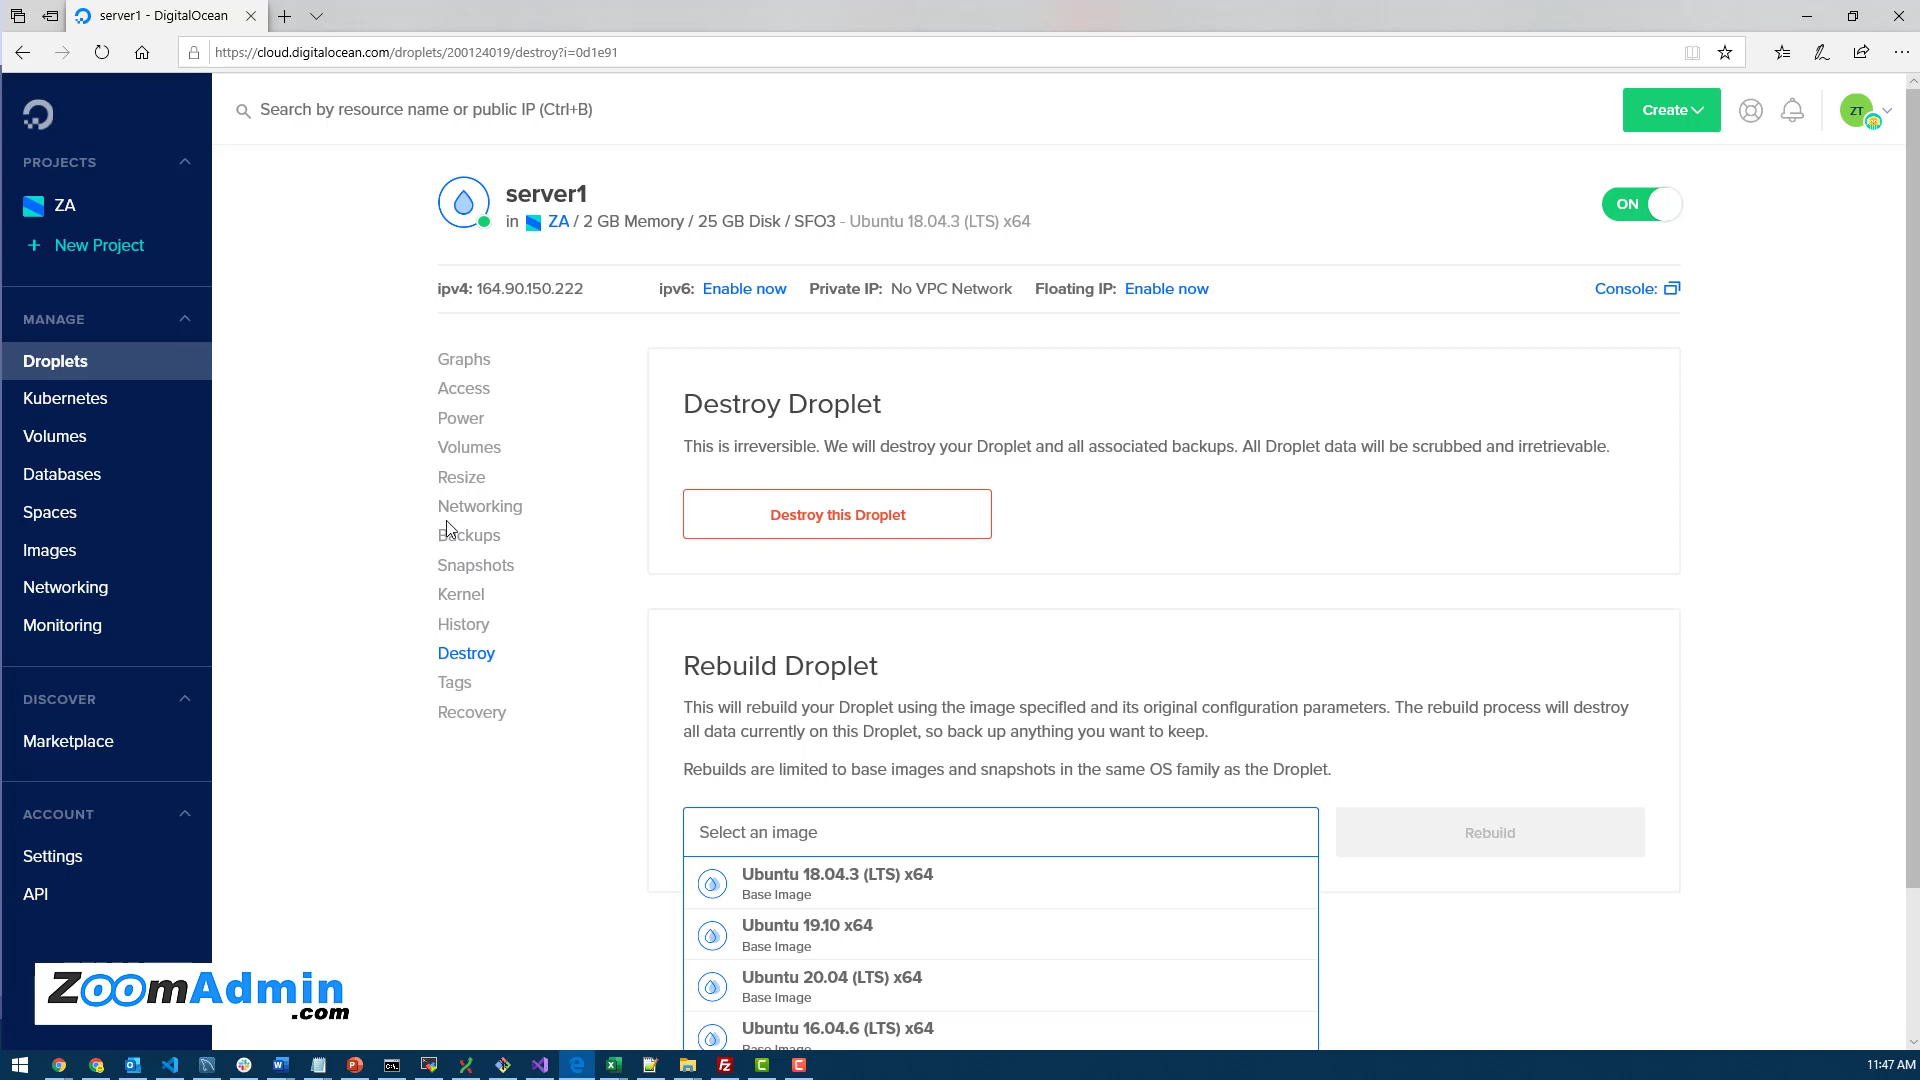 server1 - DigitalOcean
https://cloud.digitalocean.com/droplets/200124019/destroy?i=0d1e91
Search by resource name or public IP (Ctrl+B)
Create
ZT
PROJECTS
ZA
+ New Project
MANAGE
Droplets
Kubernetes
Volumes
Databases
Spaces
Images
Networking
Monitoring
DISCOVER
Marketplace
ACCOUNT
Settings
API
server1
in ZA / 2 GB Memory / 25 GB Disk / SFO3 - Ubuntu 18.04.3 (LTS) x64
ON
ipv4: 164.90.150.222
ipv6: Enable now
Private IP: No VPC Network
Floating IP: Enable now
Console:
Graphs
Access
Power
Volumes
Resize
Networking
Backups
Snapshots
Kernel
History
Destroy
Tags
Recovery
Destroy Droplet
This is irreversible. We will destroy your Droplet and all associated backups. All Droplet data will be scrubbed and irretrievable.
Destroy this Droplet
Rebuild Droplet
This will rebuild your Droplet using the image specified and its original configuration parameters. The rebuild process will destroy
all data currently on this Droplet, so back up anything you want to keep.
Rebuilds are limited to base images and snapshots in the same OS family as the Droplet.
Select an image
Rebuild
Ubuntu 18.04.3 (LTS) x64
Base Image
Ubuntu 19.10 x64
Base Image
Ubuntu 20.04 (LTS) x64
Base Image
Ubuntu 16.04.6 (LTS) x64
Base Image
ZoomAdmin
.com
11:47 AM